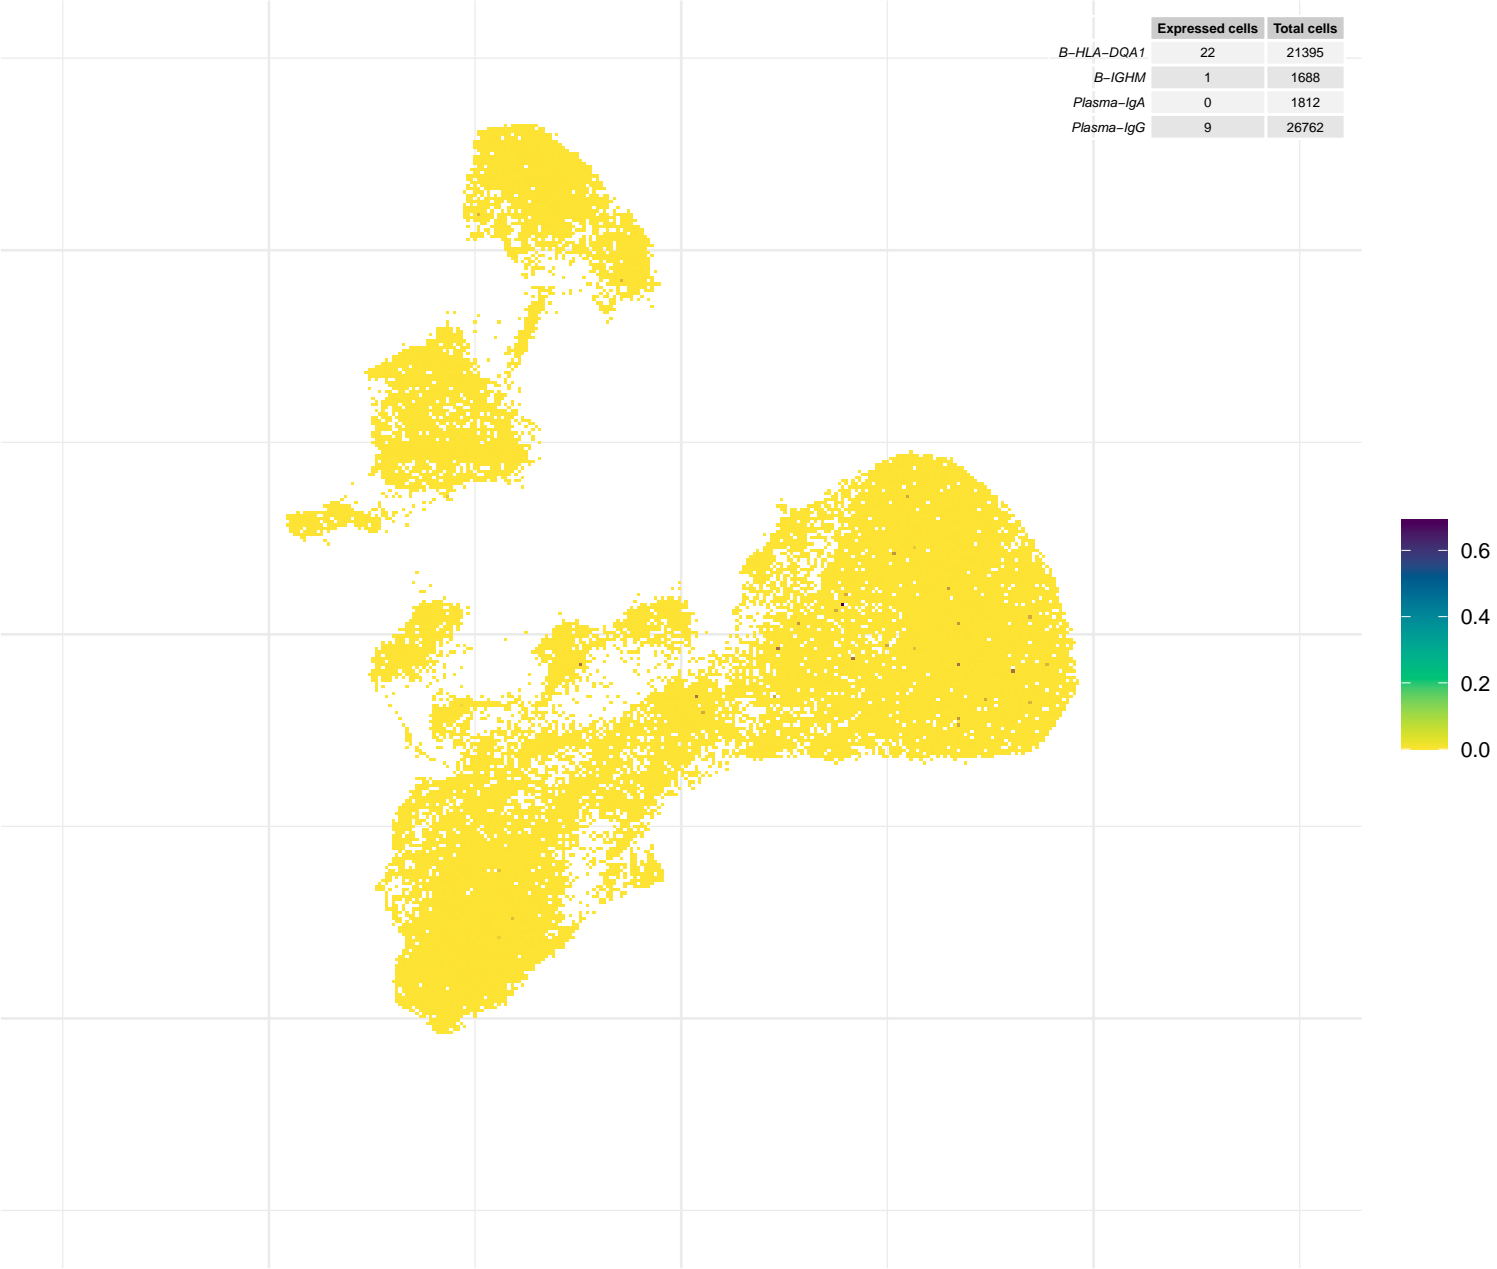 Expressed cells Total cells
B−HLA−DQA1 22 21395
B−IGHM 1 1688
Plasma−IgA 0 1812
Plasma−IgG 9 26762
0.6
0.4
0.2
0.0